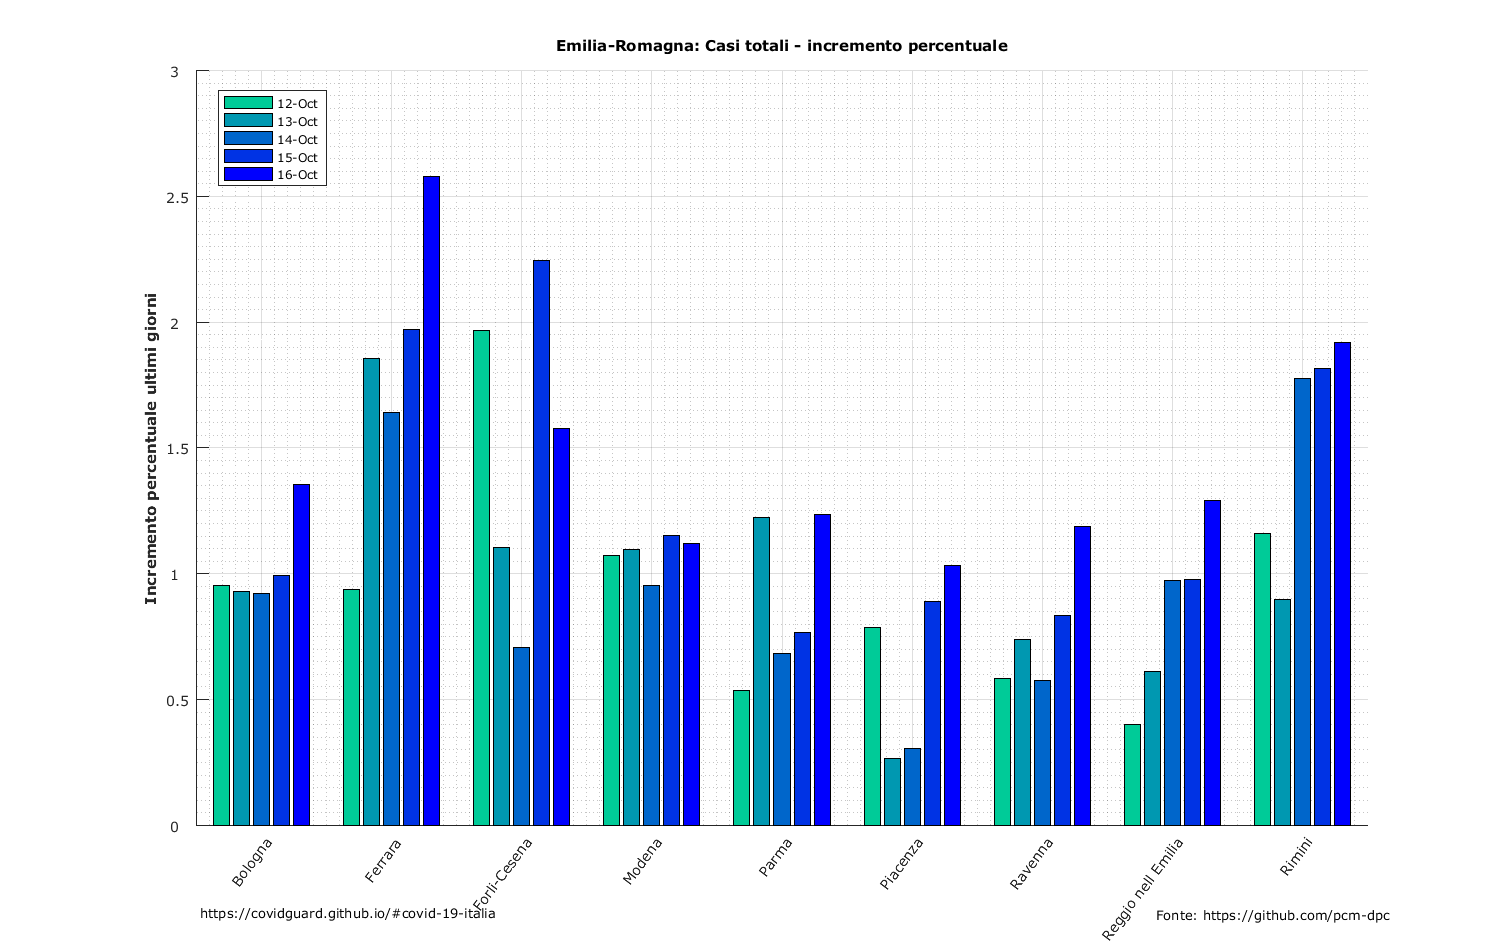 Emilia-Romagna: Casi totali - incremento percentuale
3
2.5
2
1.5
1
0.5
0
Incremento percentuale ultimi giorni
12-Oct
13-Oct
14-Oct
15-Oct
16-Oct
Bologna
Ferrara
Forlì-Cesena
Modena
Parma
Piacenza
Ravenna
Reggio nell Emilia
Rimini
https://covidguard.github.io/#covid-19-italia
Fonte: https://github.com/pcm-dpc